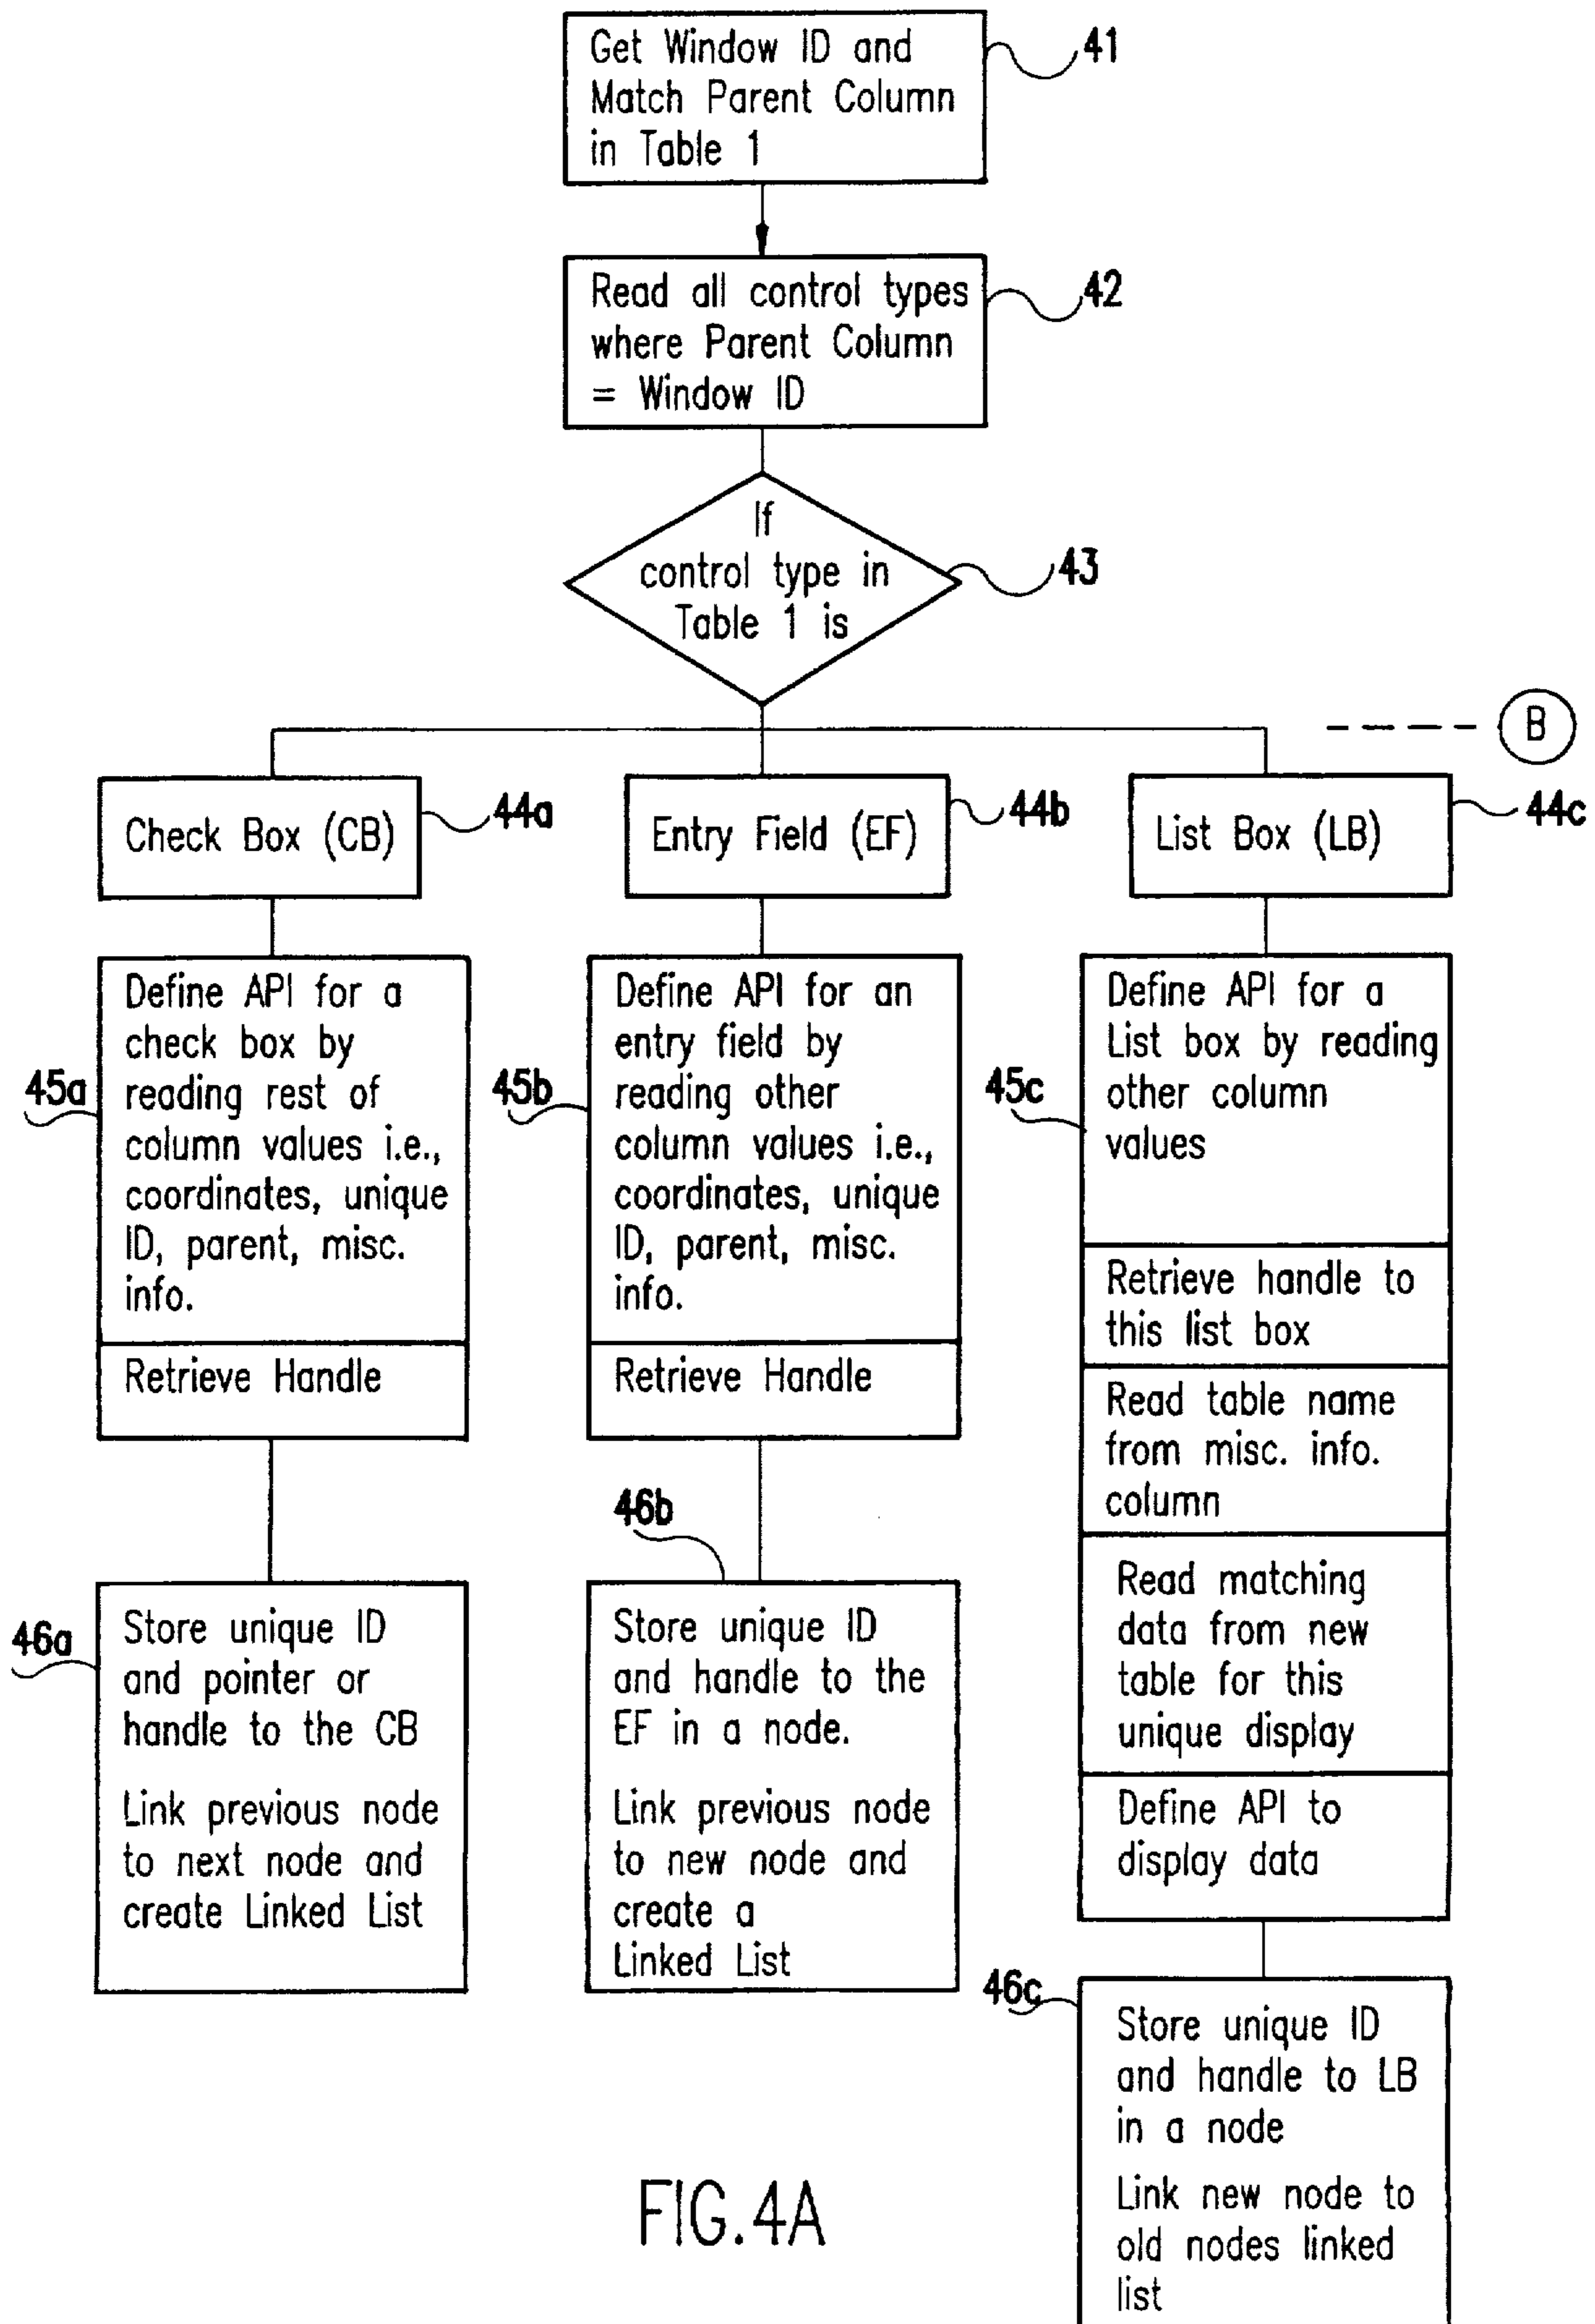 Get Window ID and
Match Parent Column
in Table 1
41
Read all control types
where Parent Column
= Window ID
42
If
control type in
Table 1 is
43
B
Check Box (CB)
44a
Entry Field (EF)
44b
List Box (LB)
44c
45a
Define API for a
check box by
reading rest of
column values i.e.,
coordinates, unique
ID, parent, misc.
info.
Retrieve Handle
45b
Define API for an
entry field by
reading other
column values i.e.,
coordinates, unique
ID, parent, misc.
info.
Retrieve Handle
45c
Define API for a
List box by reading
other column
values
Retrieve handle to
this list box
Read table name
from misc. info.
column
Read matching
data from new
table for this
unique display
Define API to
display data
46a
Store unique ID
and pointer or
handle to the CB
Link previous node
to next node and
create Linked List
46b
Store unique ID
and handle to the
EF in a node.
Link previous node
to new node and
create a
Linked List
46c
Store unique ID
and handle to LB
in a node
Link new node to
old nodes linked
list
FIG.4A